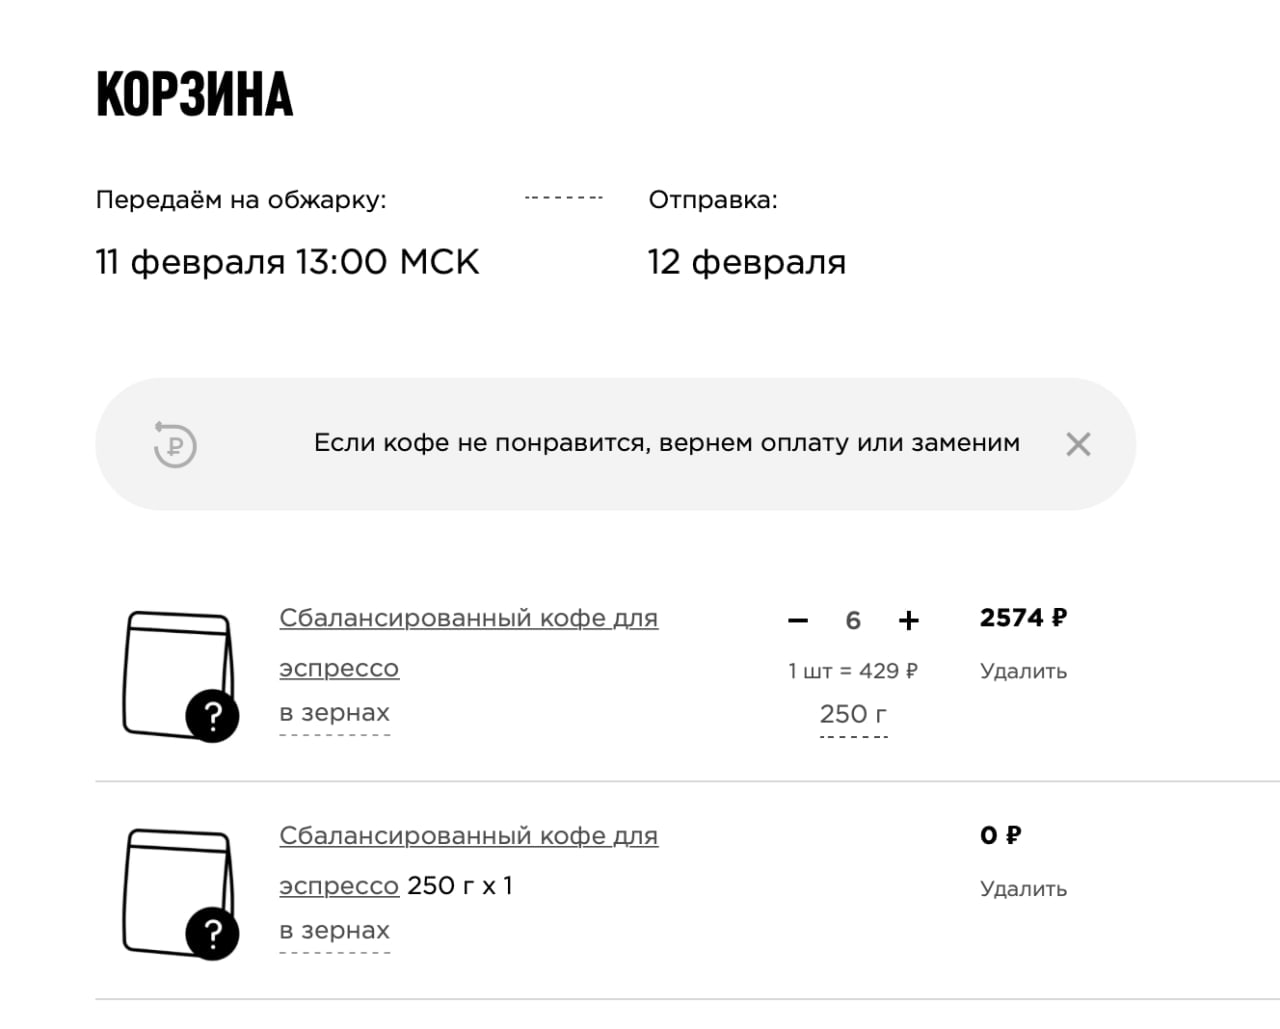 КОРЗИНА
Передаём на обжарку:
Отправка:
11 февраля 13:00 МСК
12 февраля
Если кофе не понравится, вернем оплату или заменим
Сбалансированный кофе для
эспрессо
в зернах
− 6 +
1 шт = 429 ₽
250 г
2574 ₽
Удалить
?
Сбалансированный кофе для
эспрессо 250 г x 1
в зернах
0 ₽
Удалить
?